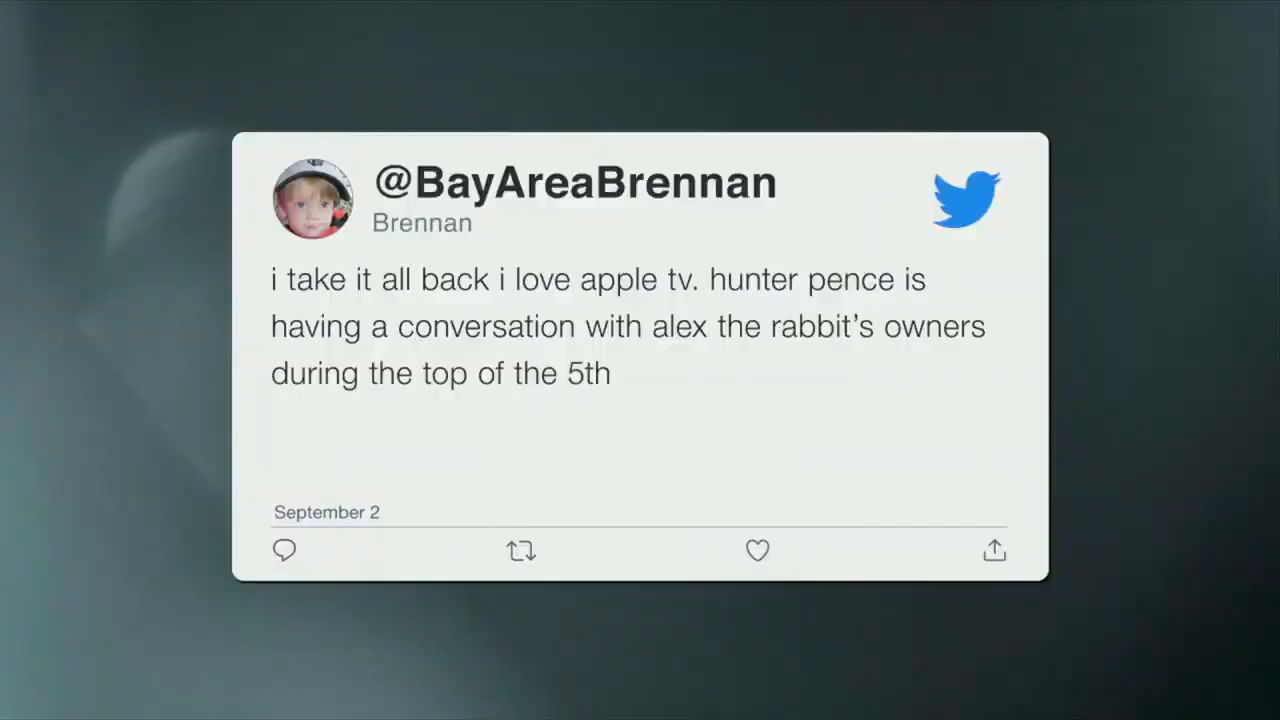 @BayAreaBrennan
Brennan
i take it all back i love apple tv. hunter pence is
having a conversation with alex the rabbit’s owners
during the top of the 5th
September 2